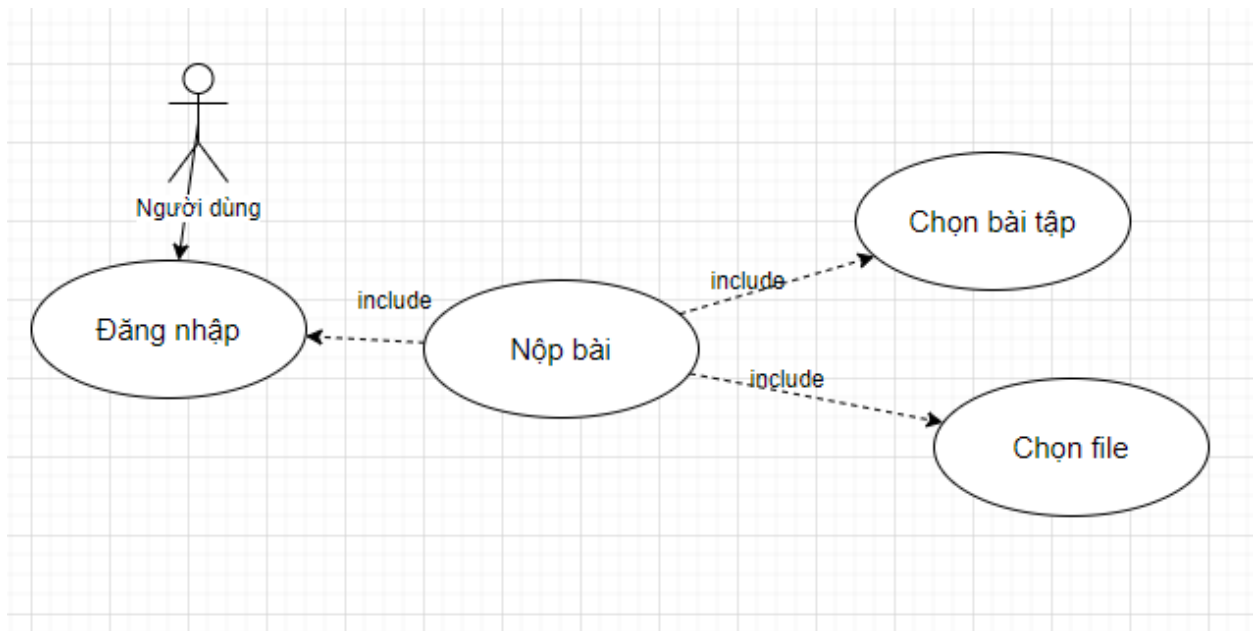 Người dùng
Chọn bài tập
include
include
Đăng nhập
Nộp bài
include
Chọn file